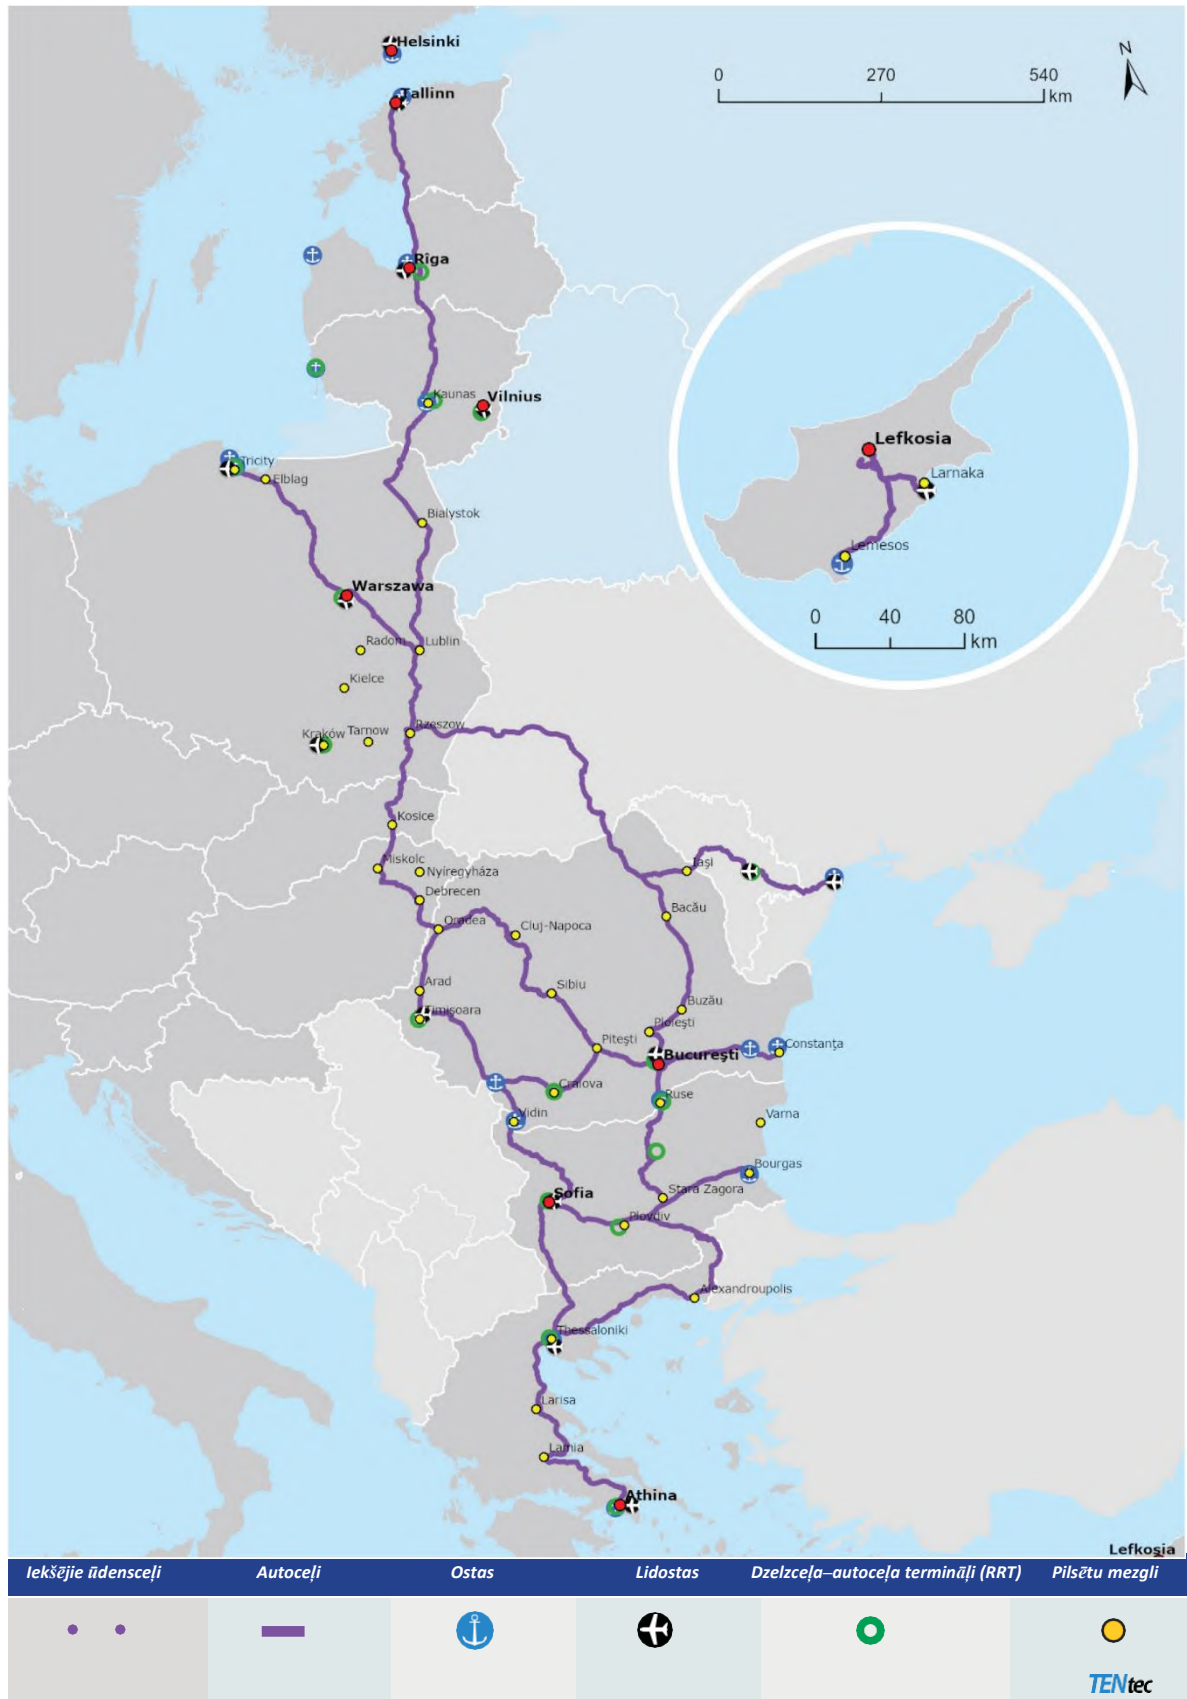 Helsinki
N
0 270 540
km
Tallinn
Rîga
Kaunas
Vilnius
Lefkosia
Larnaka
Tricity
Elblag
Bialystok
Lemesos
Warszawa
0 40 80
km
Radom
Lublin
Kielce
Rzeszow
Kraków
Tarnow
Kosice
Miskolc
Nyíregyháza
Iaşi
Debrecen
Bacău
Oradea
Cluj-Napoca
Arad
Sibiu
Timişoara
Buzău
Ploieşti
Piteşti
Constanţa
Bucureşti
Craiova
Ruse
Vidin
Varna
Bourgas
Sofia
Stara Zagora
Plovdiv
Alexandroupolis
Thessaloniki
Larisa
Lamia
Athina
Lefkosia
Iekšējie ūdensceļi Autoceļi Ostas Lidostas Dzelzceļa–autoceļa termināļi (RRT) Pilsētu mezgli
TENtec